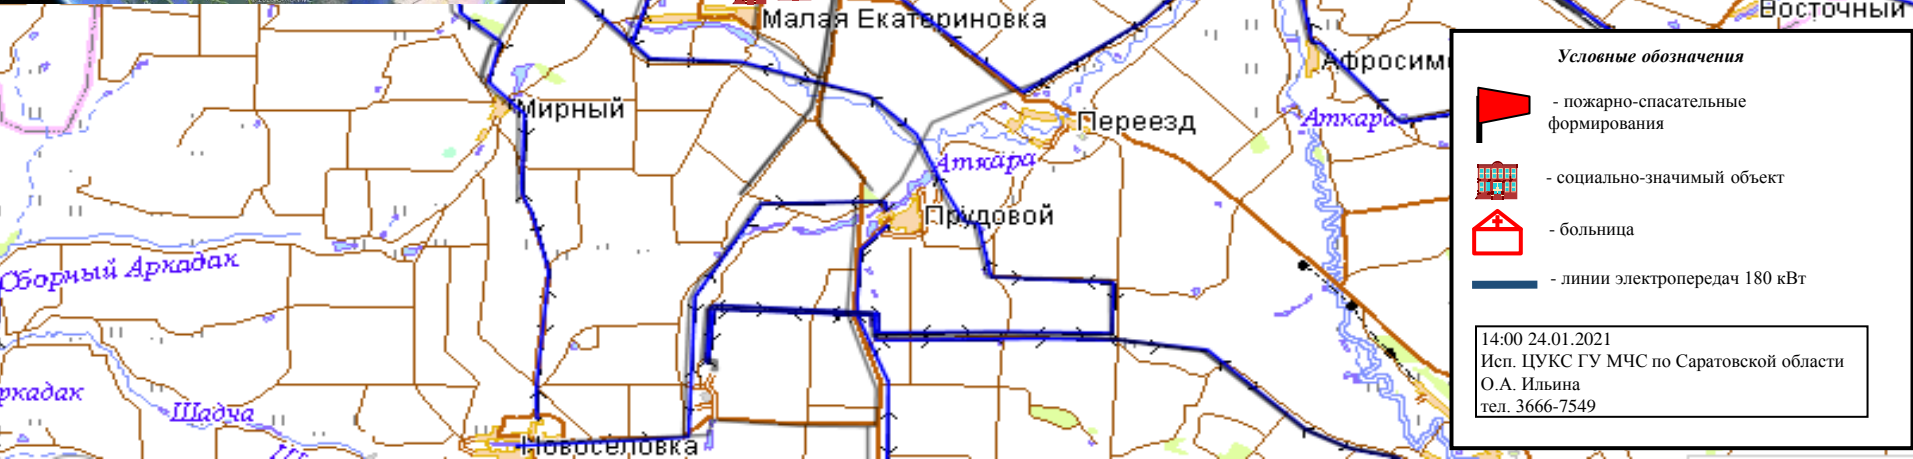 Малая Екатериновка
Восточный
Мирный
Переезд
Аткара
Аткара
Прудовой
Сборный Аркадак
Шадча
Новоселовка
Условные обозначения
- пожарно-спасательные
формирования
- социально-значимый объект
- больница
- линии электропередач 180 кВт
14:00 24.01.2021
Исп. ЦУКС ГУ МЧС по Саратовской области
О.А. Ильина
тел. 3666-7549